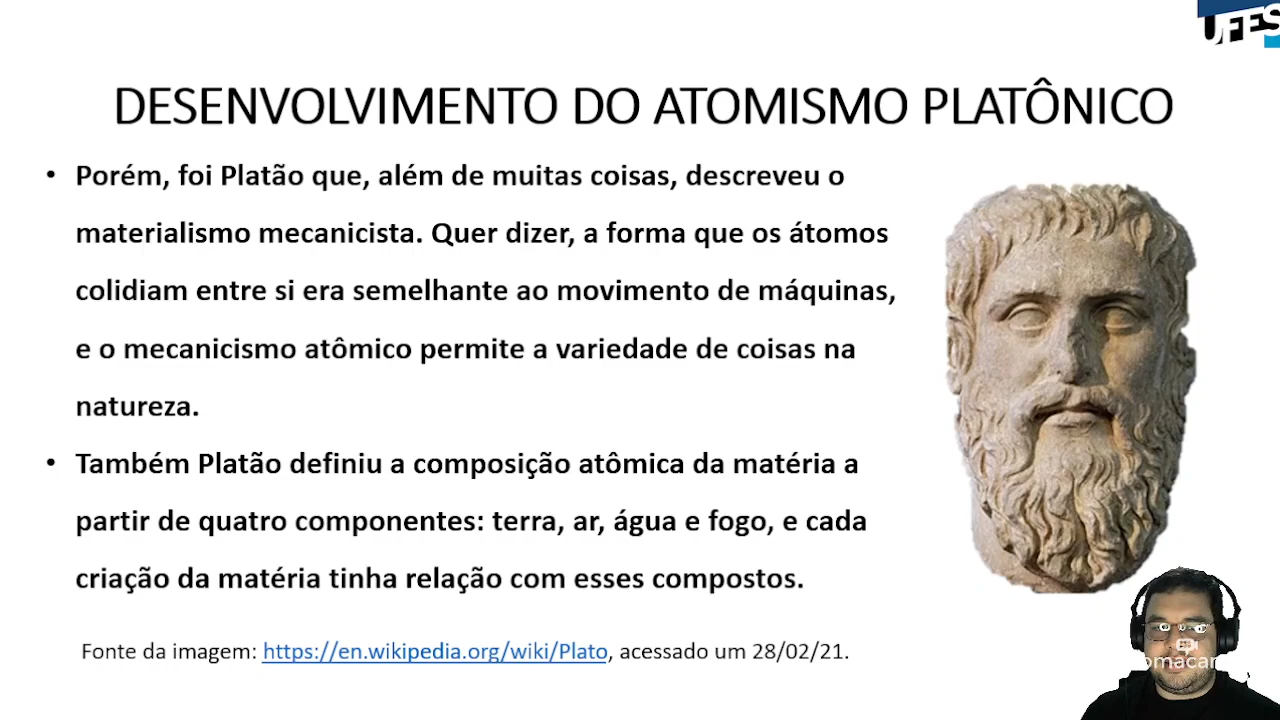 UFES
DESENVOLVIMENTO DO ATOMISMO PLATÔNICO
• Porém, foi Platão que, além de muitas coisas, descreveu o
materialismo mecanicista. Quer dizer, a forma que os átomos
colidiam entre si era semelhante ao movimento de máquinas,
e o mecanicismo atômico permite a variedade de coisas na
natureza.
• Também Platão definiu a composição atômica da matéria a
partir de quatro componentes: terra, ar, água e fogo, e cada
criação da matéria tinha relação com esses compostos.
Fonte da imagem: https://en.wikipedia.org/wiki/Plato, acessado um 28/02/21.